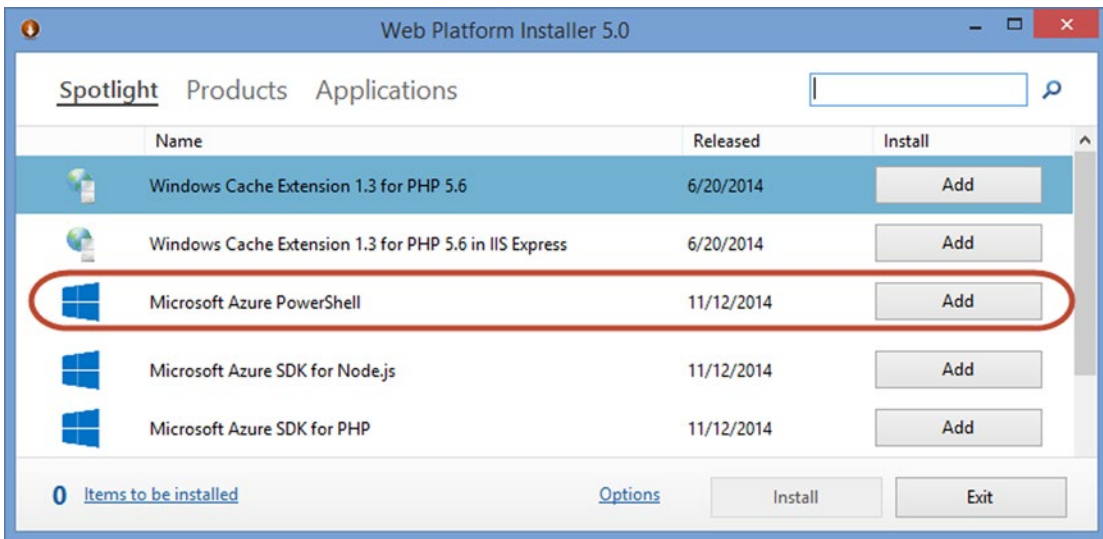 Web Platform Installer 5.0
Spotlight Products Applications
Name Released Install
Windows Cache Extension 1.3 for PHP 5.6 6/20/2014 Add
Windows Cache Extension 1.3 for PHP 5.6 in IIS Express 6/20/2014 Add
Microsoft Azure PowerShell 11/12/2014 Add
Microsoft Azure SDK for Node.js 11/12/2014 Add
Microsoft Azure SDK for PHP 11/12/2014 Add
0 Items to be installed Options Install Exit